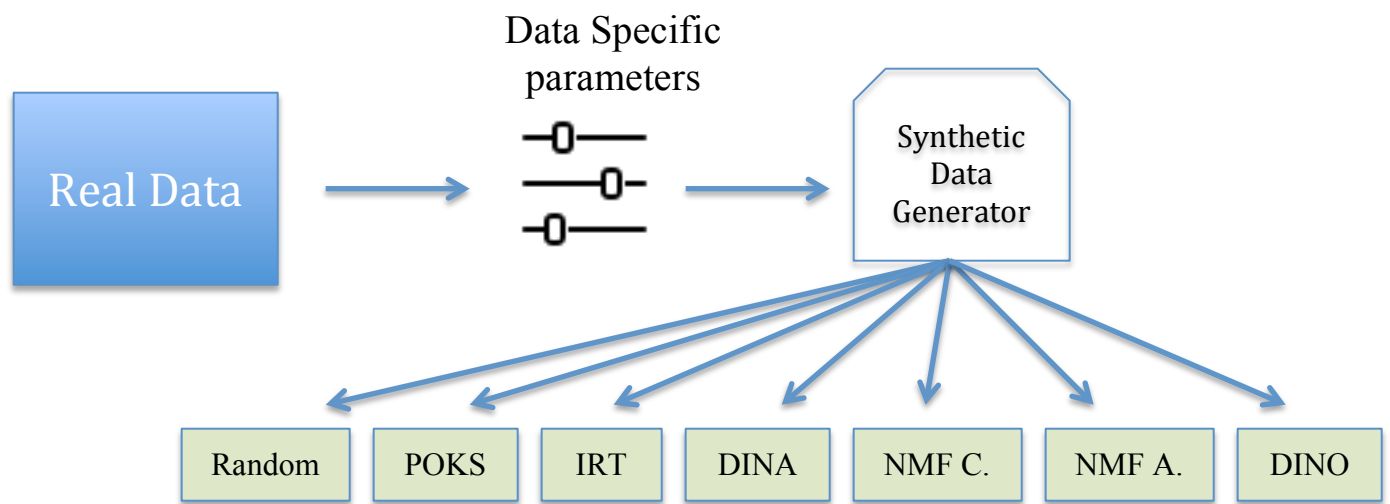 Data Specific
parameters
Real Data
Synthetic
Data
Generator
Random
POKS
IRT
DINA
NMF C.
NMF A.
DINO